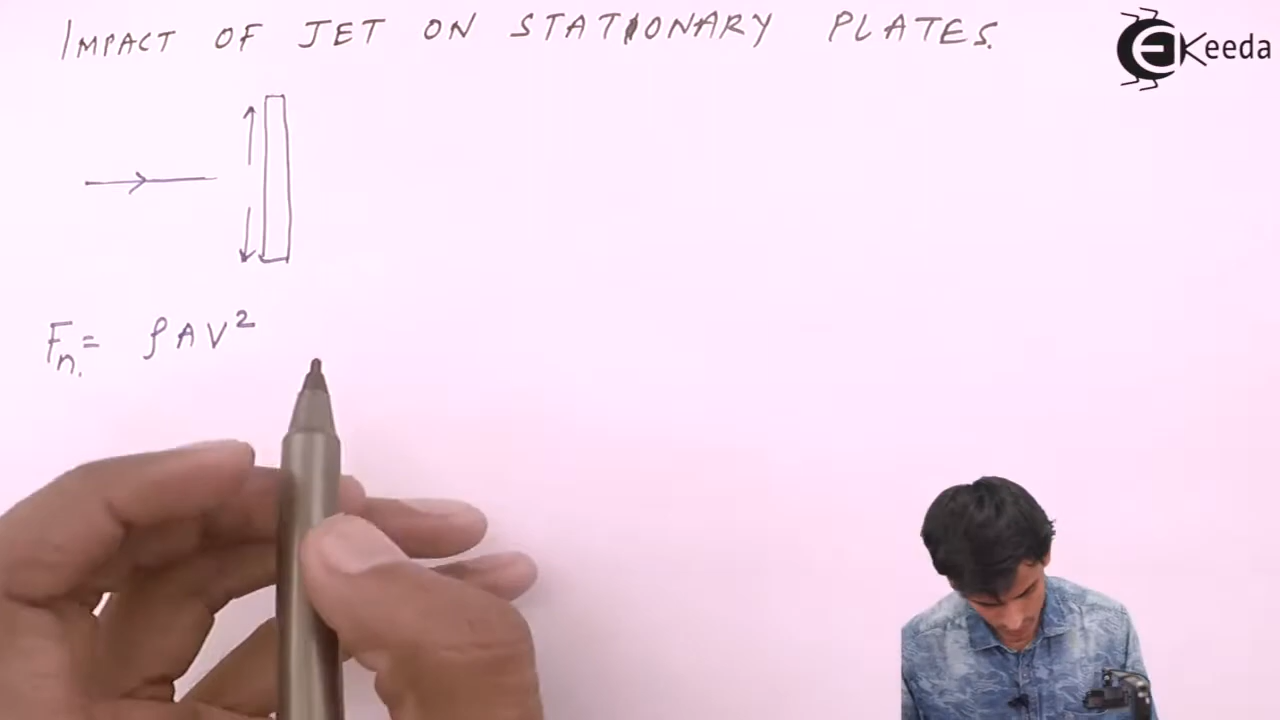 IMPACT OF JET ON STATIONARY PLATES.
EKeeda
Fn. = ρAV²